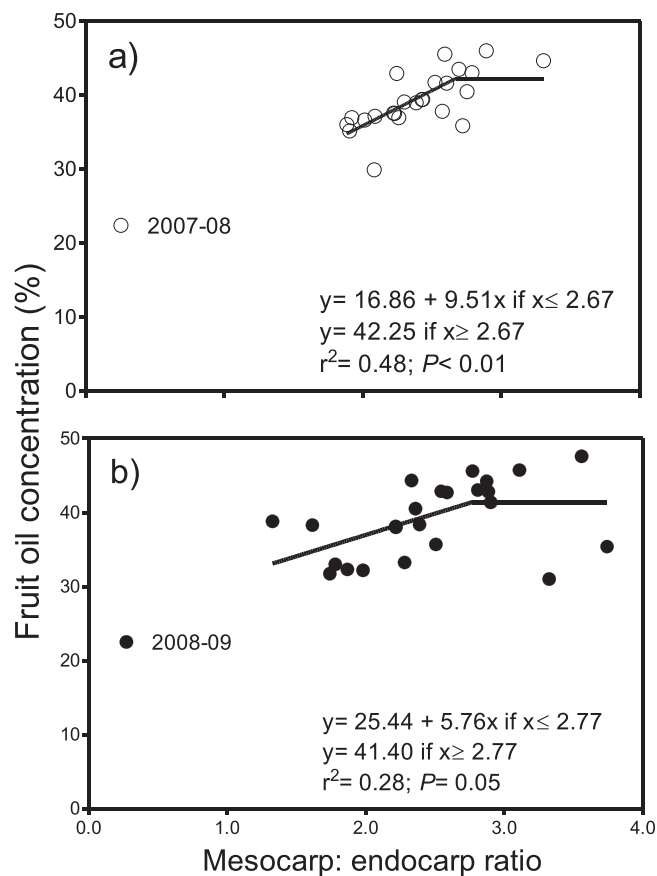 50
a)
40
30
2007-08
20
y= 16.86 + 9.51x if x≤ 2.67
10
y= 42.25 if x≥ 2.67
r²= 0.48; P< 0.01
0
Fruit oil concentration (%)
50
b)
40
30
2008-09
20
y= 25.44 + 5.76x if x≤ 2.77
10
y= 41.40 if x≥ 2.77
r²= 0.28; P= 0.05
0
0.0 1.0 2.0 3.0 4.0
Mesocarp: endocarp ratio